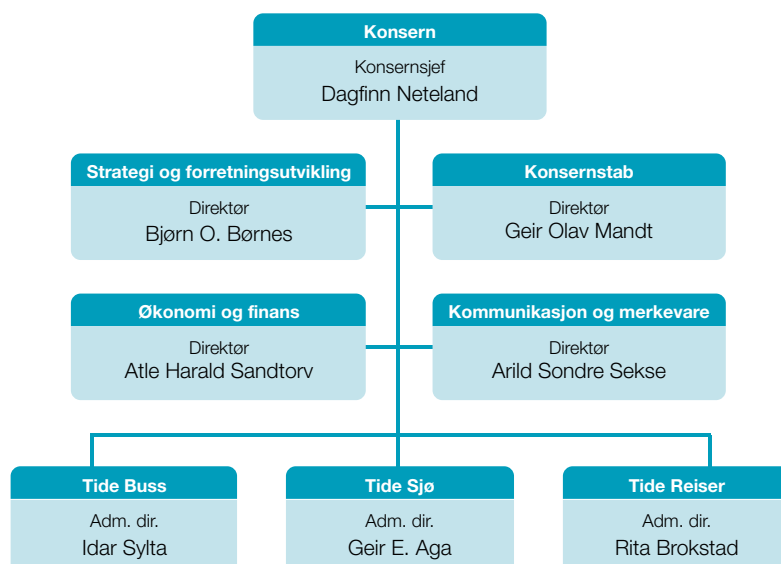 Konsern
Konsernsjef
Dagfinn Neteland
Strategi og forretningsutvikling
Direktør
Bjørn O. Børnes
Konsernstab
Direktør
Geir Olav Mandt
Økonomi og finans
Direktør
Atle Harald Sandtorv
Kommunikasjon og merkevare
Direktør
Arild Sondre Sekse
Tide Buss
Adm. dir.
Idar Sylta
Tide Sjø
Adm. dir.
Geir E. Aga
Tide Reiser
Adm. dir.
Rita Brokstad